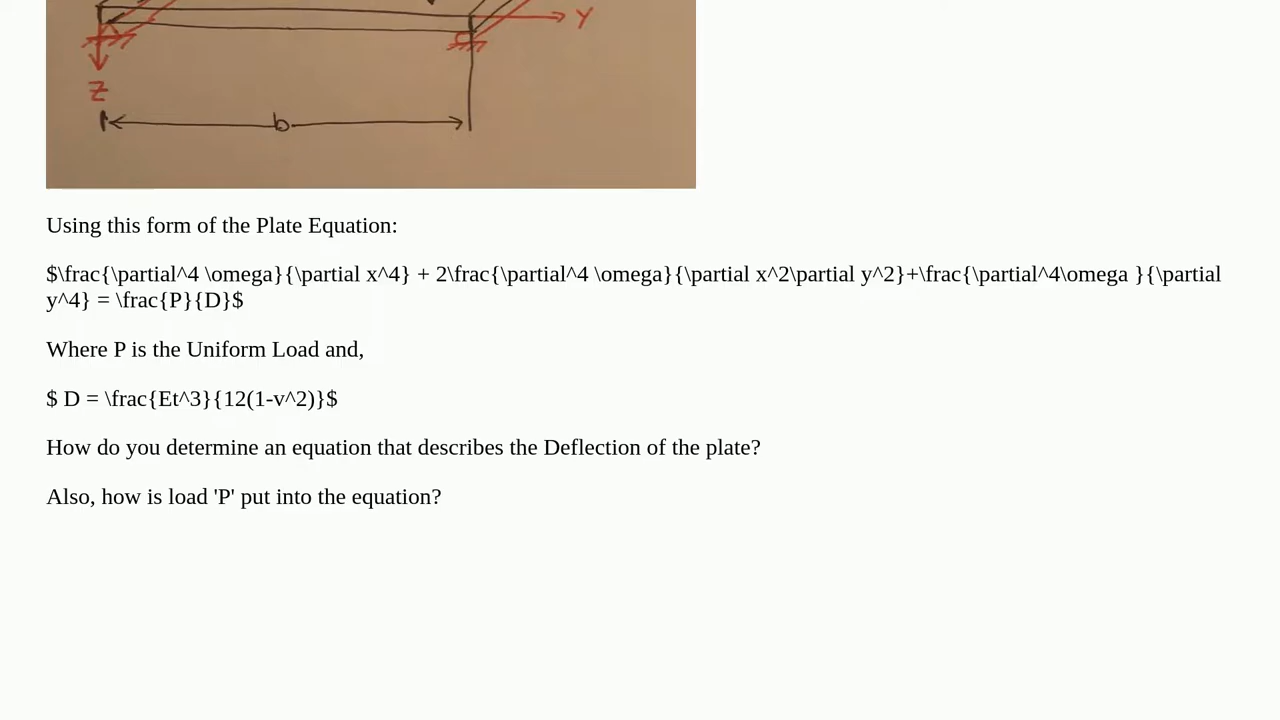 Y
Z
b
Using this form of the Plate Equation:
$\frac{\partial^4 \omega}{\partial x^4} + 2\frac{\partial^4 \omega}{\partial x^2\partial y^2}+\frac{\partial^4\omega }{\partial
y^4} = \frac{P}{D}$
Where P is the Uniform Load and,
$ D = \frac{Et^3}{12(1-v^2)}$
How do you determine an equation that describes the Deflection of the plate?
Also, how is load 'P' put into the equation?